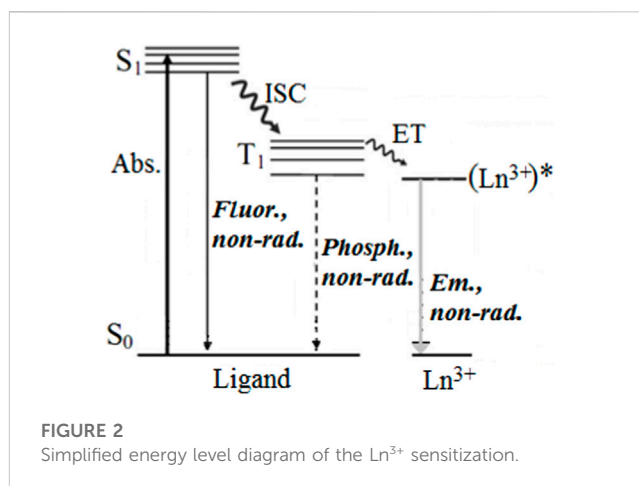 S₁
ISC
T₁
ET
Abs.
(Ln³⁺)*
Fluor.,
non-rad.
Phosph.,
non-rad.
Em.,
non-rad.
S₀
Ligand
Ln³⁺
FIGURE 2
Simplified energy level diagram of the Ln³⁺ sensitization.